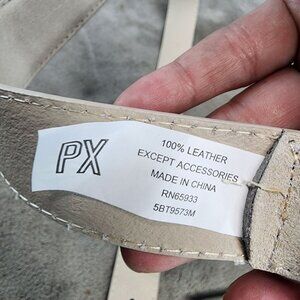 PX
100% LEATHER
EXCEPT ACCESSORIES
MADE IN CHINA
RN65933
5BT9573M